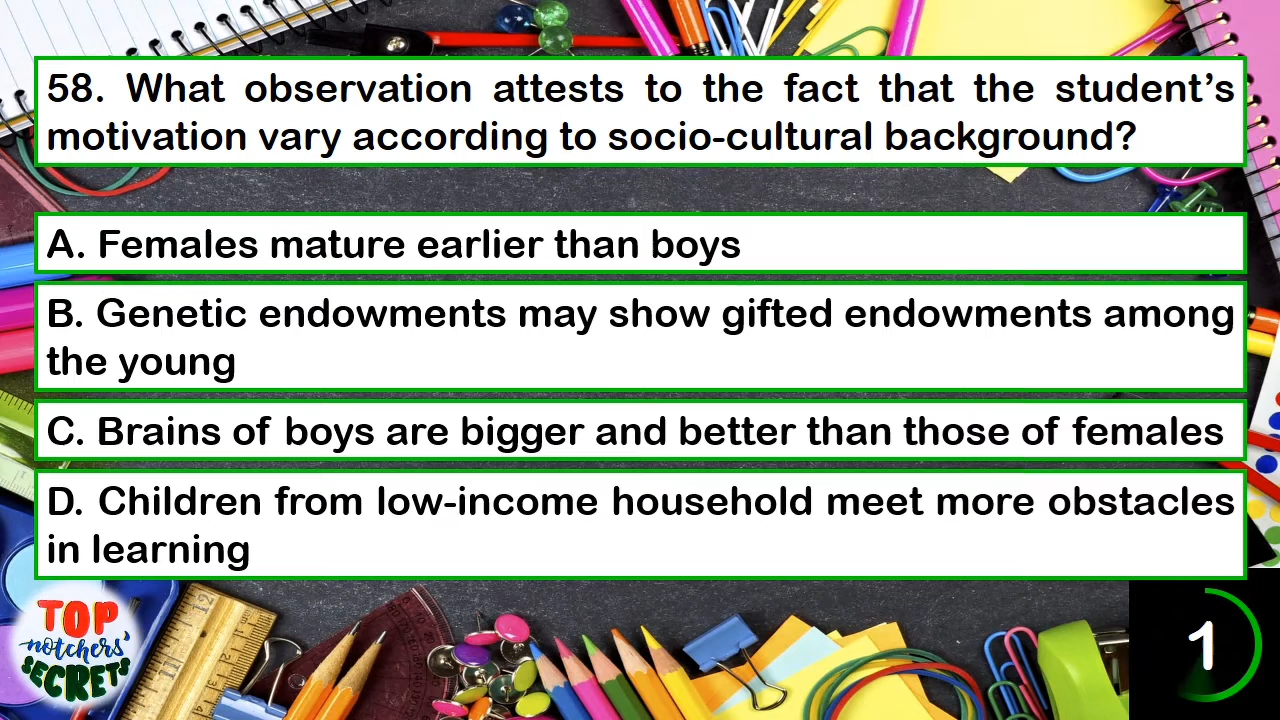 58. What observation attests to the fact that the student’s
motivation vary according to socio-cultural background?
A. Females mature earlier than boys
B. Genetic endowments may show gifted endowments among
the young
C. Brains of boys are bigger and better than those of females
D. Children from low-income household meet more obstacles
in learning
TOP
notchers'
SECRETS
1
12
11